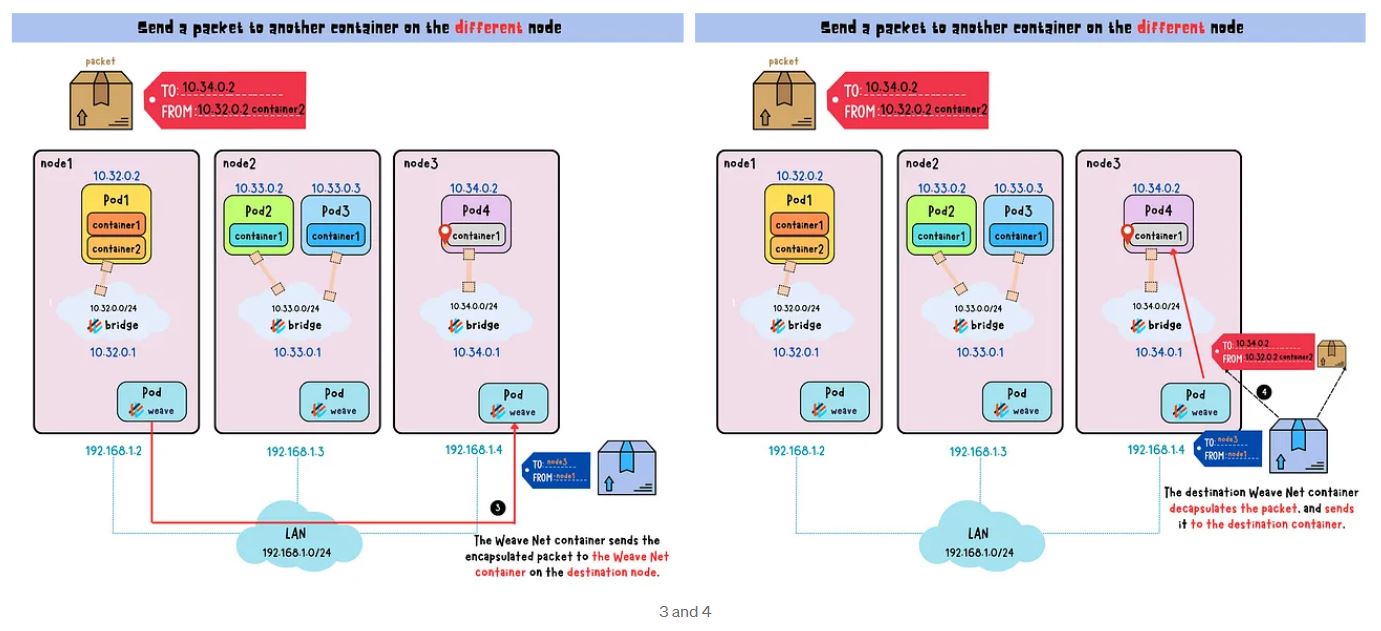 Send a packet to another container on the different node
packet
TO: 10.34.0.2
FROM: 10.32.0.2 container2
node1
10.32.0.2
Pod1
container1
container2
10.32.0.0/24
bridge
10.32.0.1
Pod
weave
192.168.1.2
node2
10.33.0.2
10.33.0.3
Pod2
container1
Pod3
container1
10.33.0.0/24
bridge
10.33.0.1
Pod
weave
192.168.1.3
node3
10.34.0.2
Pod4
container1
10.34.0.0/24
bridge
10.34.0.1
Pod
weave
192.168.1.4
TO: node3
FROM: node1
3
LAN
192.168.1.0/24
The Weave Net container sends the
encapsulated packet to the Weave Net
container on the destination node.
Send a packet to another container on the different node
packet
TO: 10.34.0.2
FROM: 10.32.0.2 container2
node1
10.32.0.2
Pod1
container1
container2
10.32.0.0/24
bridge
10.32.0.1
Pod
weave
192.168.1.2
node2
10.33.0.2
10.33.0.3
Pod2
container1
Pod3
container1
10.33.0.0/24
bridge
10.33.0.1
Pod
weave
192.168.1.3
node3
10.34.0.2
Pod4
container1
10.34.0.0/24
bridge
10.34.0.1
Pod
weave
192.168.1.4
TO: 10.34.0.2
FROM: 10.32.0.2 container2
4
TO: node3
FROM: node1
LAN
192.168.1.0/24
The destination Weave Net container
decapsulates the packet, and sends
it to the destination container.
3 and 4